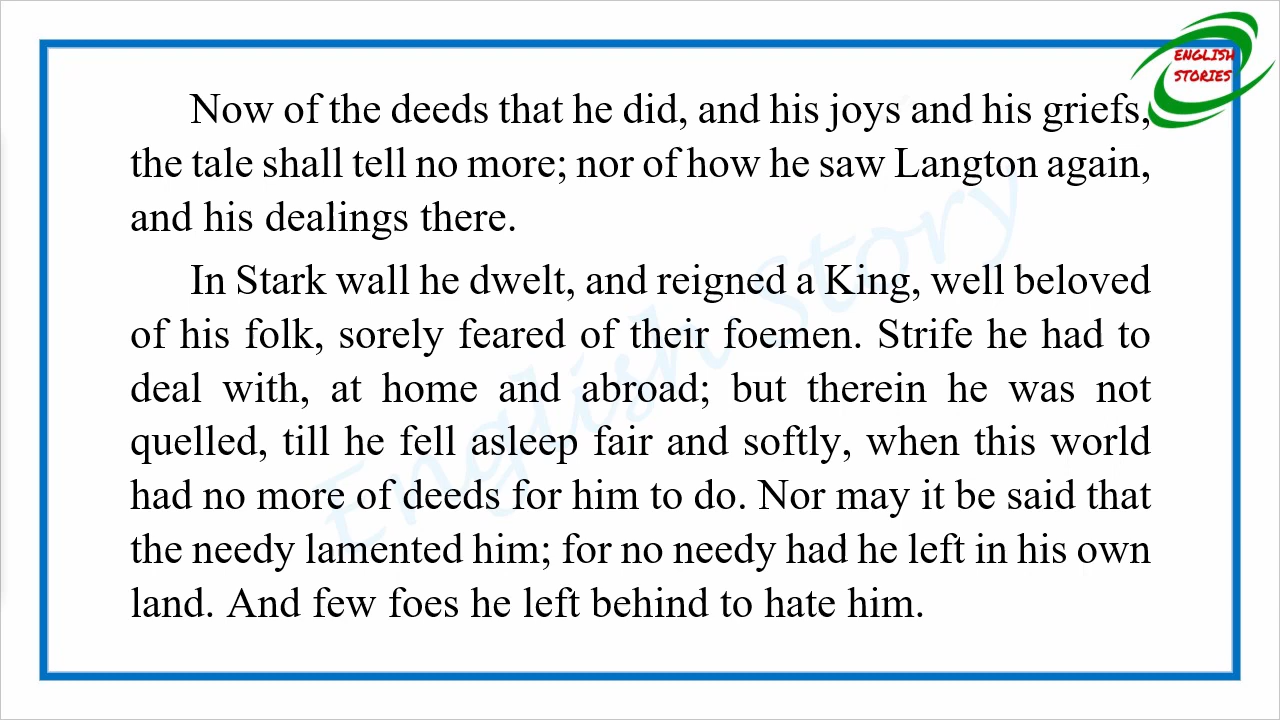 ENGLISH
STORIES
Now of the deeds that he did, and his joys and his griefs,
the tale shall tell no more; nor of how he saw Langton again,
and his dealings there.
In Stark wall he dwelt, and reigned a King, well beloved
of his folk, sorely feared of their foemen. Strife he had to
deal with, at home and abroad; but therein he was not
quelled, till he fell asleep fair and softly, when this world
had no more of deeds for him to do. Nor may it be said that
the needy lamented him; for no needy had he left in his own
land. And few foes he left behind to hate him.
English Story